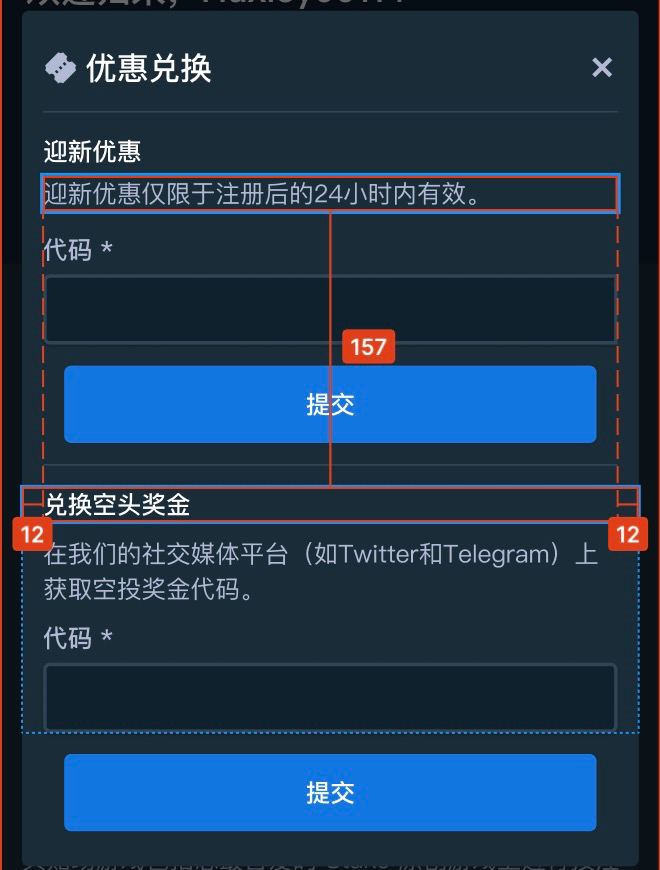 优惠兑换
迎新优惠
迎新优惠仅限于注册后的24小时内有效。
代码 *
157
提交
兑换空头奖金
12
12
在我们的社交媒体平台（如Twitter和Telegram）上
获取空投奖金代码。
代码 *
提交